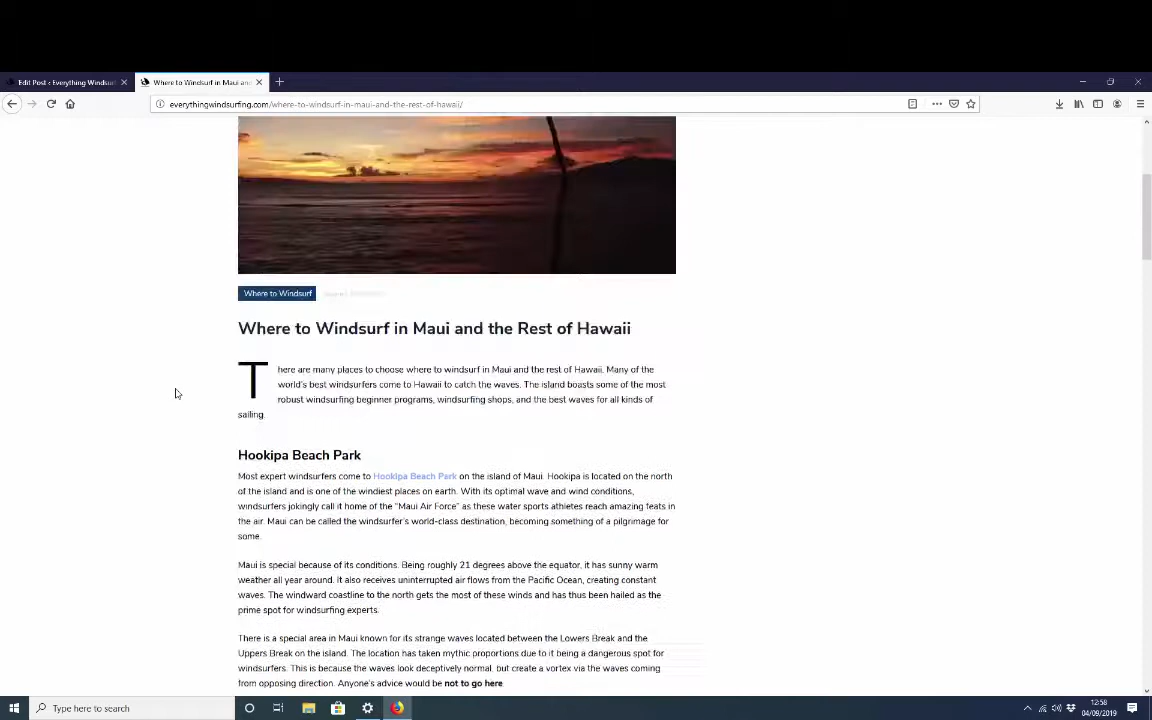 Edit Post ‹ Everything Windsur
Where to Windsurf in Maui and
everythingwindsurfing.com/where-to-windsurf-in-maui-and-the-rest-of-hawaii/
Where to Windsurf
Where to Windsurf in Maui and the Rest of Hawaii
There are many places to choose where to windsurf in Maui and the rest of Hawaii. Many of the
world's best windsurfers come to Hawaii to catch the waves. The island boasts some of the most
robust windsurfing beginner programs, windsurfing shops, and the best waves for all kinds of
sailing.
Hookipa Beach Park
Most expert windsurfers come to Hookipa Beach Park on the island of Maui. Hookipa is located on the north
of the island and is one of the windiest places on earth. With its optimal wave and wind conditions,
windsurfers jokingly call it home of the “Maui Air Force” as these water sports athletes reach amazing feats in
the air. Maui can be called the windsurfer's world-class destination, becoming something of a pilgrimage for
some.
Maui is special because of its conditions. Being roughly 21 degrees above the equator, it has sunny warm
weather all year around. It also receives uninterrupted air flows from the Pacific Ocean, creating constant
waves. The windward coastline to the north gets the most of these winds and has thus been hailed as the
prime spot for windsurfing experts.
There is a special area in Maui known for its strange waves located between the Lowers Break and the
Uppers Break on the island. The location has taken mythic proportions due to it being a dangerous spot for
windsurfers. This is because the waves look deceptively normal, but create a vortex via the waves coming
from opposing direction. Anyone's advice would be not to go here
Type here to search
12:58
04/09/2019